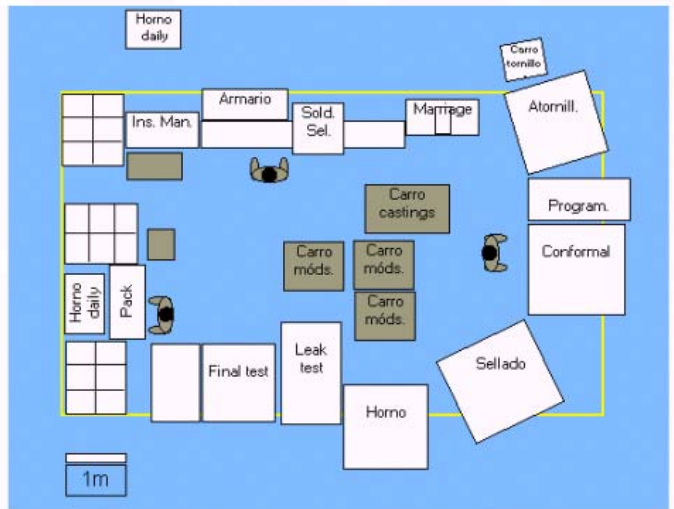 Horno
daily
Carro
tornillo
Armario
Ins. Man.
Sold.
Sel.
Marriage
Atornill.
Carro
castings
Program.
Carro
móds.
Carro
móds.
Conformal
Horno
daily
Pack
Carro
móds.
Final test
Leak
test
Sellado
Horno
1m